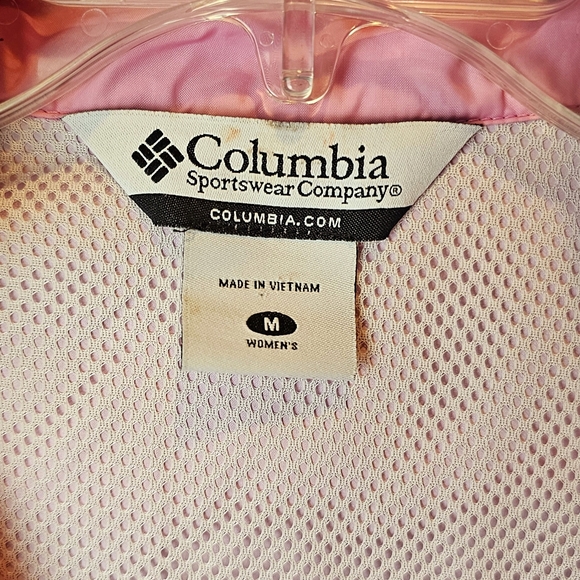 Columbia
Sportswear Company®
COLUMBIA.COM
MADE IN VIETNAM
M
WOMEN'S